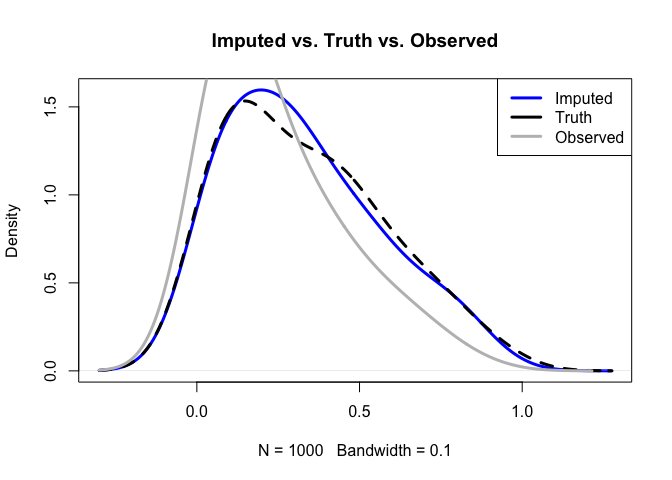 Imputed vs. Truth vs. Observed
Imputed
Truth
Observed
Density
1.5
1.0
0.5
0.0
0.0 0.5 1.0
N = 1000 Bandwidth = 0.1